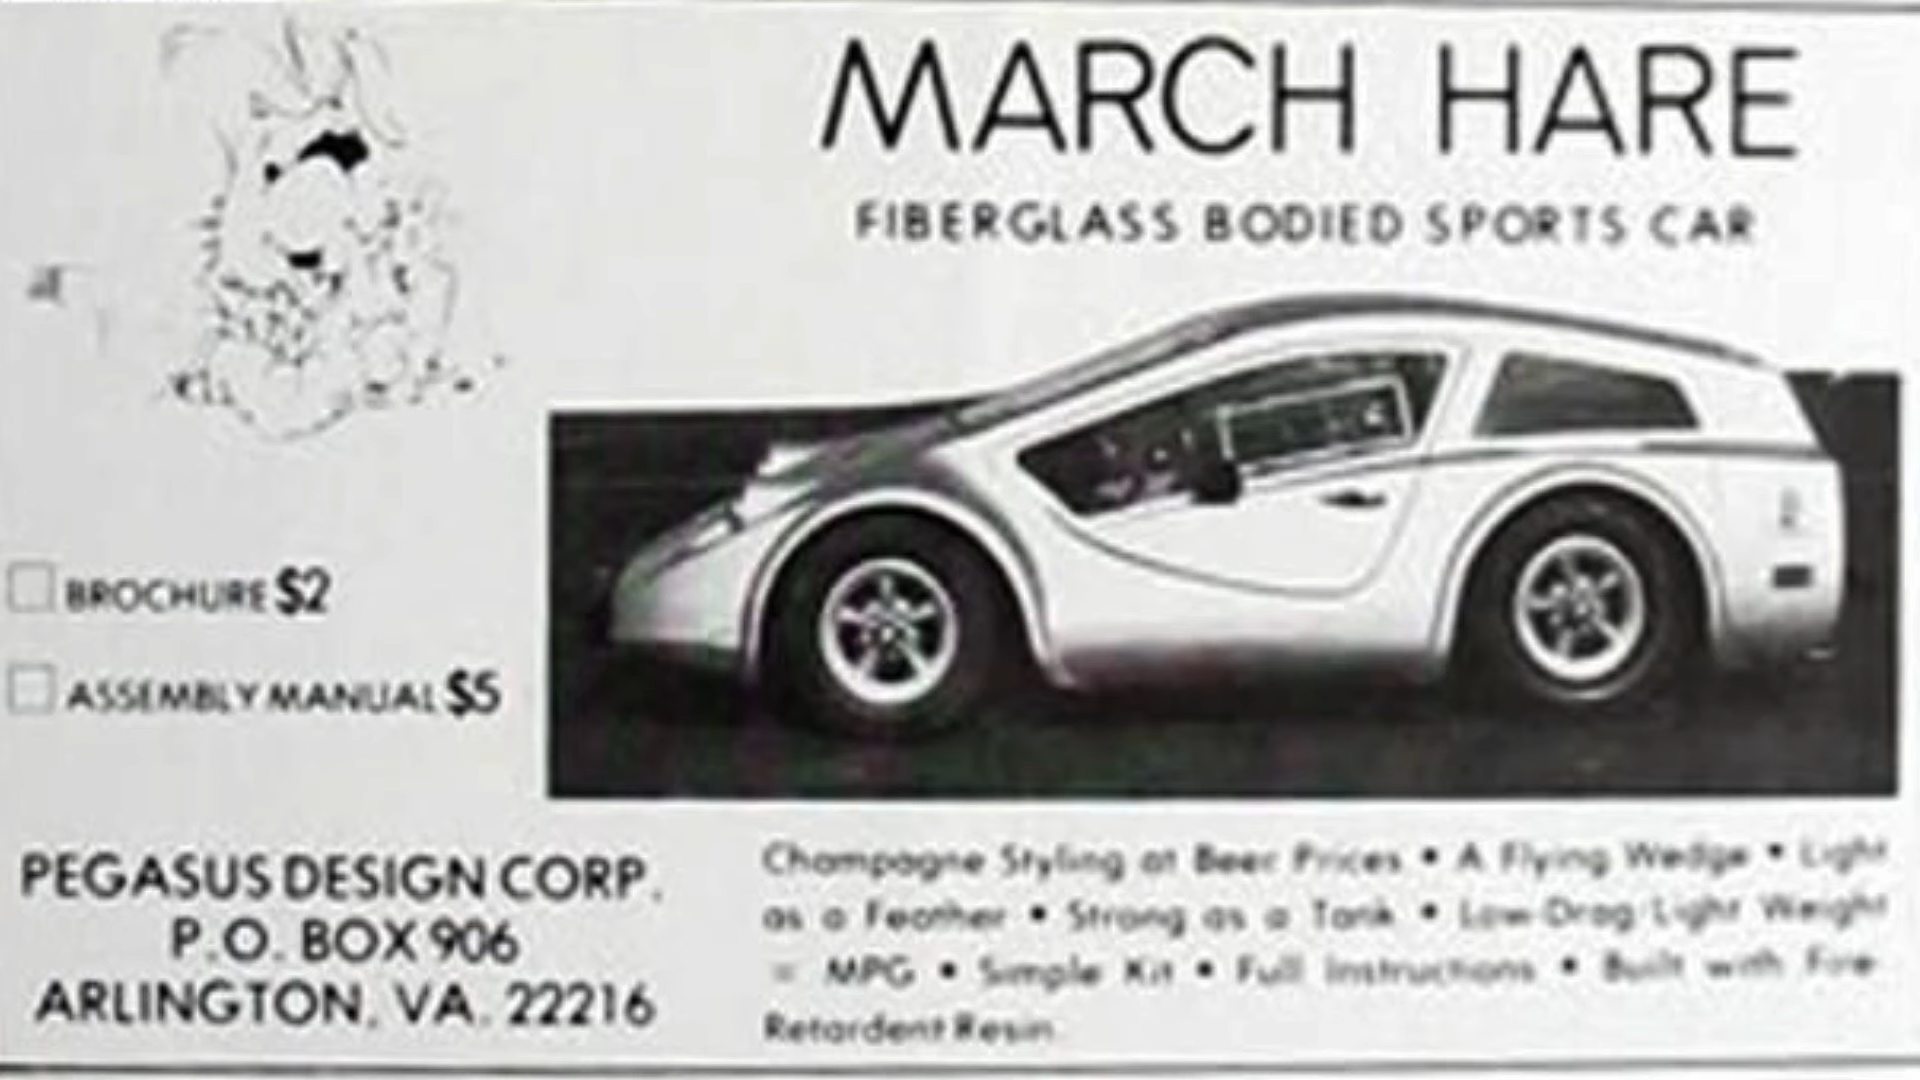 MARCH HARE
FIBERGLASS BODIED SPORTS CAR
BROCHURE $2
ASSEMBLY MANUAL $5
PEGASUS DESIGN CORP.
P.O. BOX 906
ARLINGTON, VA. 22216
Champagne Styling at Beer Prices • A Flying Wedge • Light
as a Feather • Strong as a Tank • Low-Drag/Light Weight
= MPG • Simple Kit • Full Instructions • Built with Fire
Retardent Resin.